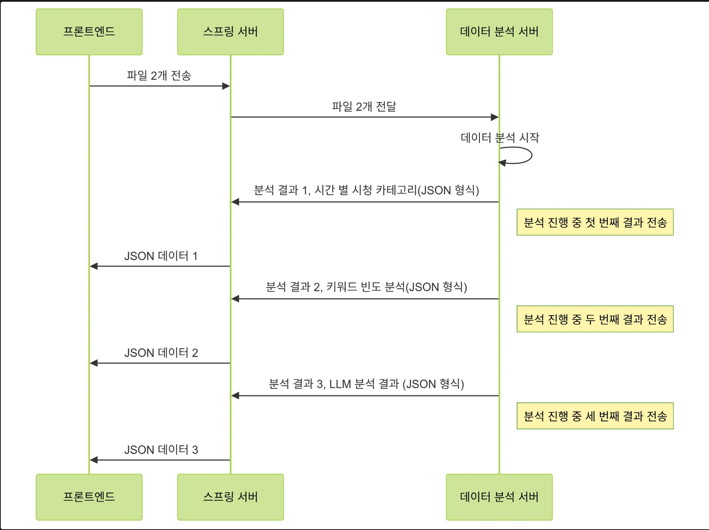 프론트엔드
스프링 서버
데이터 분석 서버
파일 2개 전송
파일 2개 전달
데이터 분석 시작
분석 결과 1, 시간 별 시청 카테고리(JSON 형식)
분석 진행 중 첫 번째 결과 전송
JSON 데이터 1
분석 결과 2, 키워드 빈도 분석(JSON 형식)
분석 진행 중 두 번째 결과 전송
JSON 데이터 2
분석 결과 3, LLM 분석 결과 (JSON 형식)
분석 진행 중 세 번째 결과 전송
JSON 데이터 3
프론트엔드
스프링 서버
데이터 분석 서버